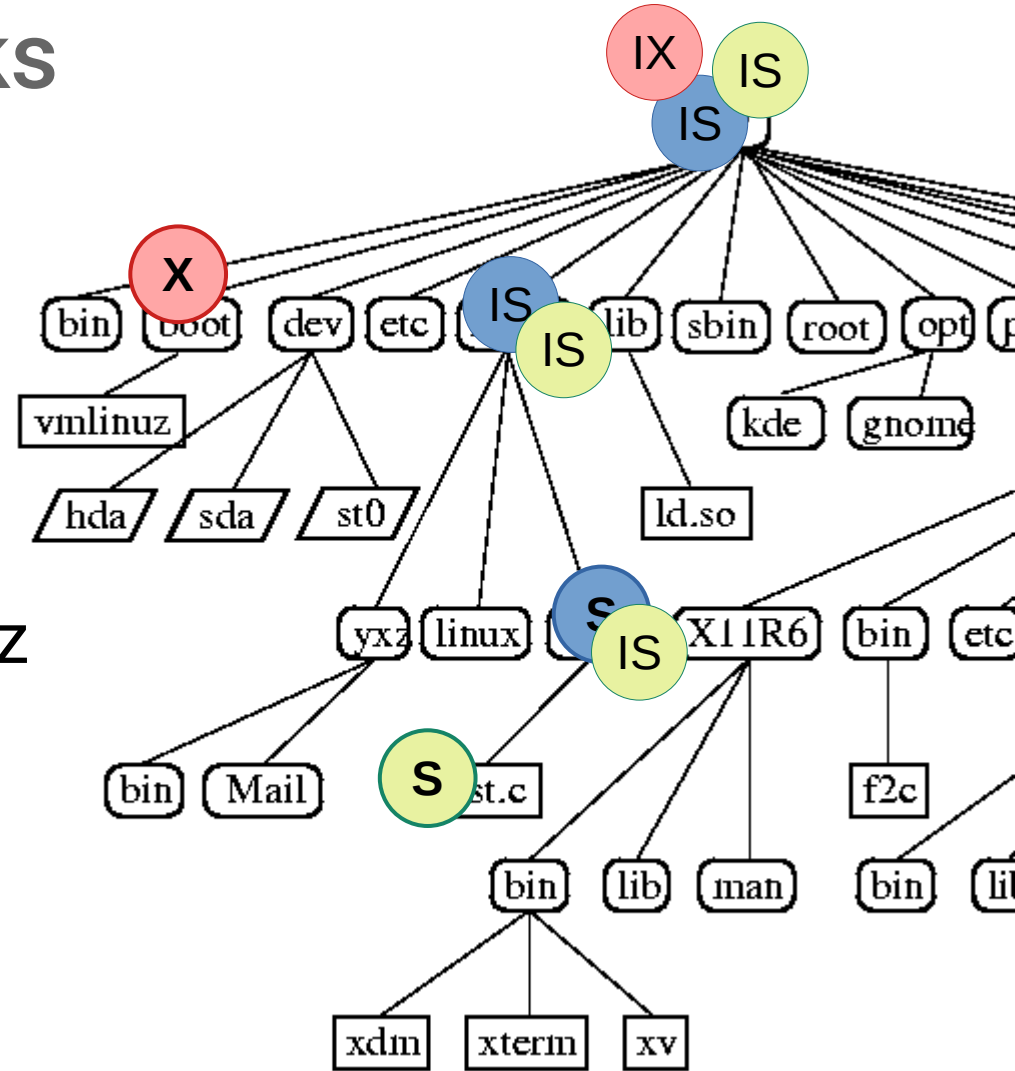 IX
IS
IS
X
IS
IS
bin
boot
dev
etc
lib
sbin
root
opt
vmlinuz
kde
gnome
hda
sda
st0
ld.so
S
IS
yxz
linux
X11R6
bin
etc
S
st.c
bin
Mail
f2c
bin
lib
man
bin
xdm
xterm
xv